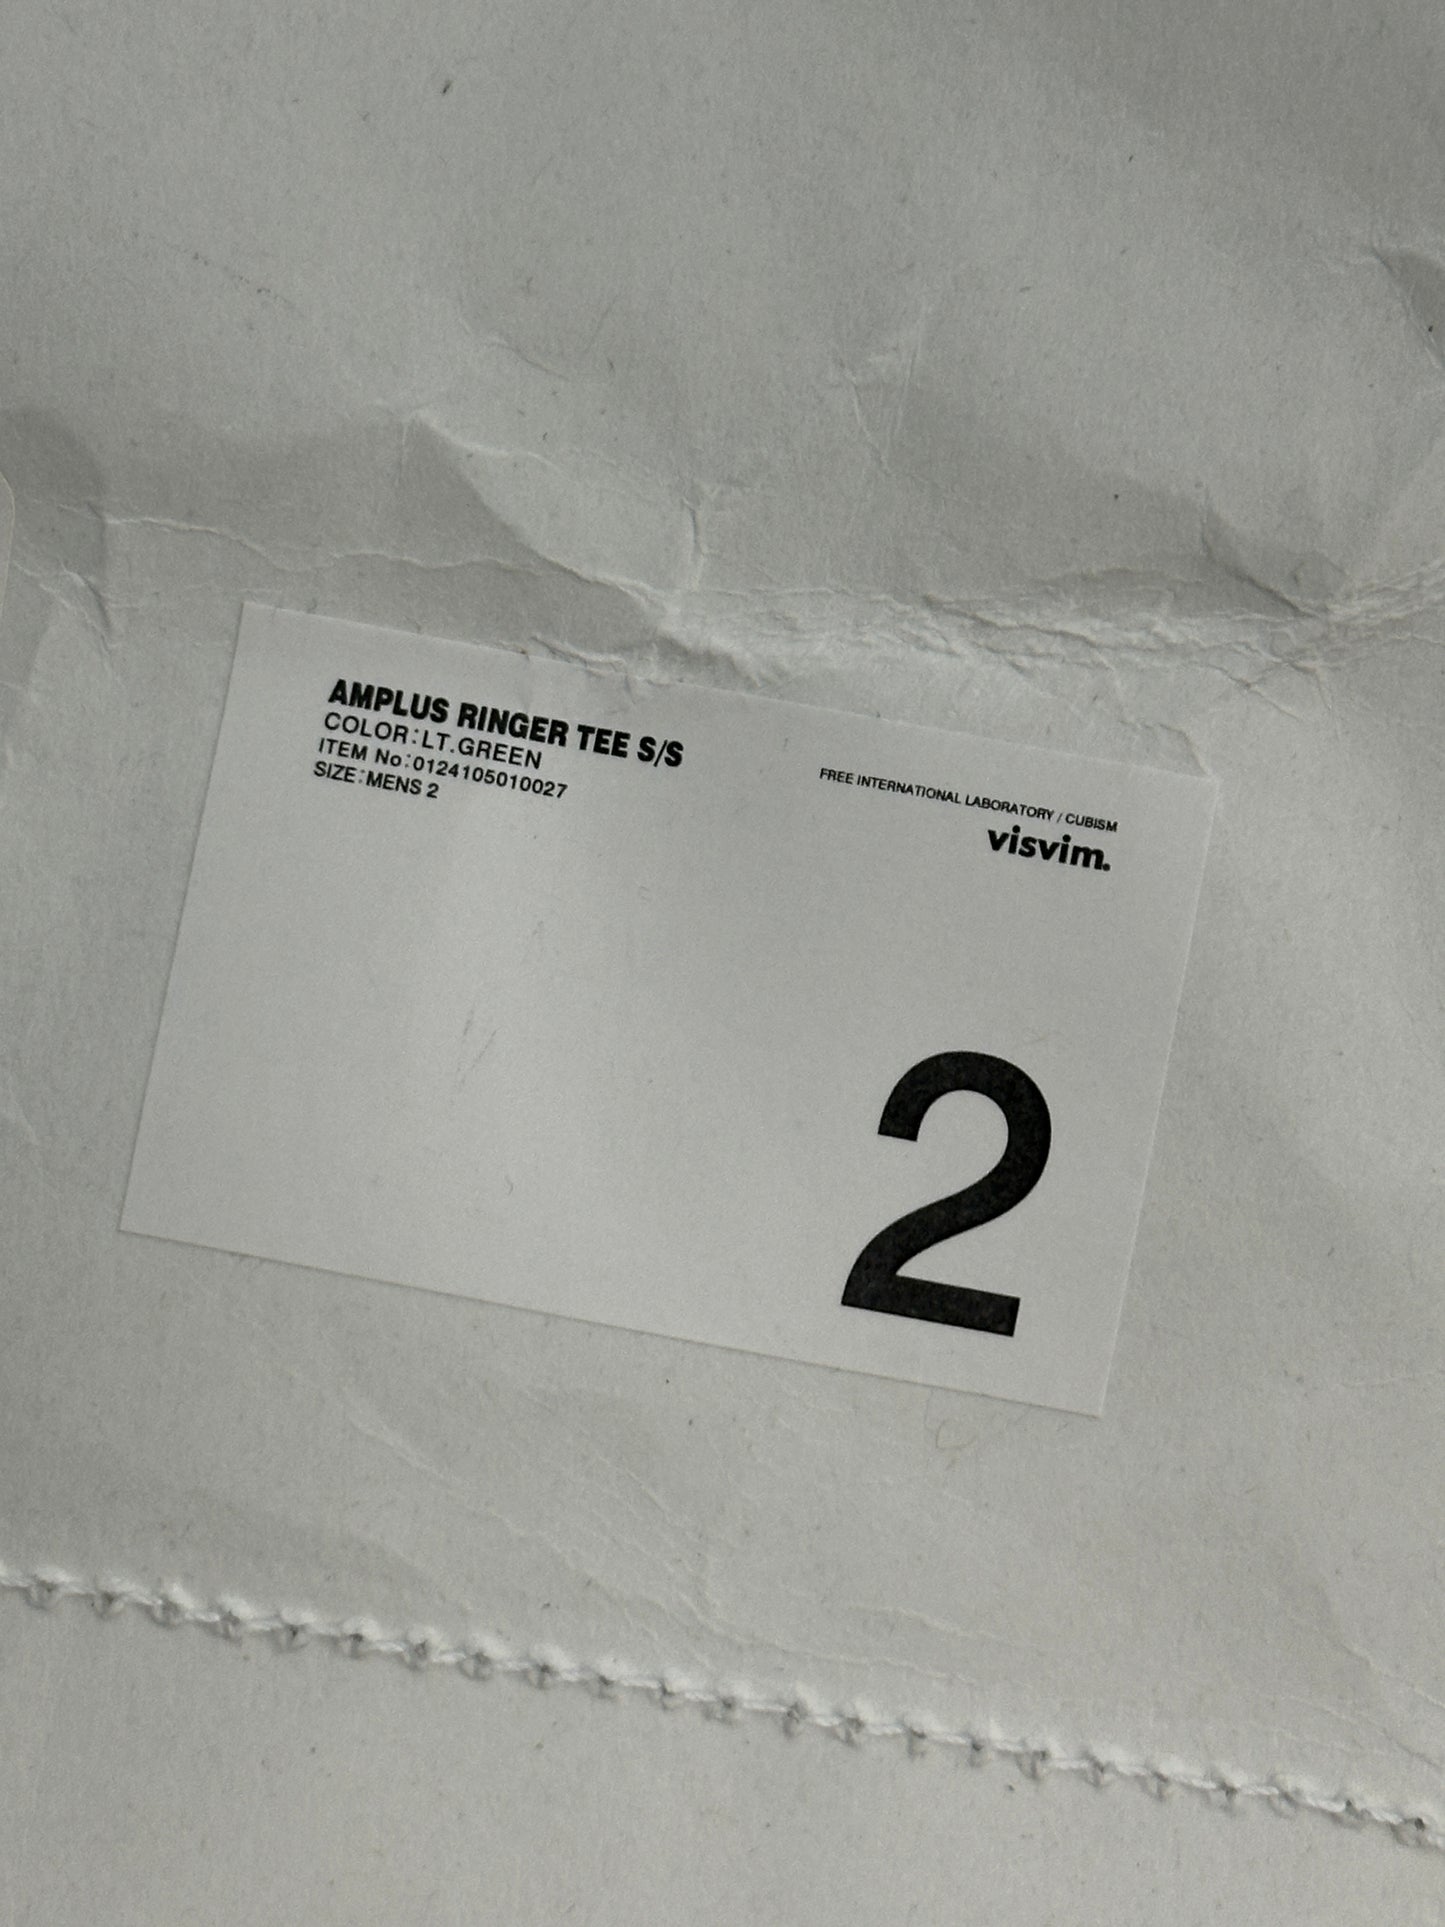 AMPLUS RINGER TEE S/S
COLOR:LT.GREEN
ITEM No:0124105010027
SIZE:MENS 2
FREE INTERNATIONAL LABORATORY / CUBISM
visvim.
2